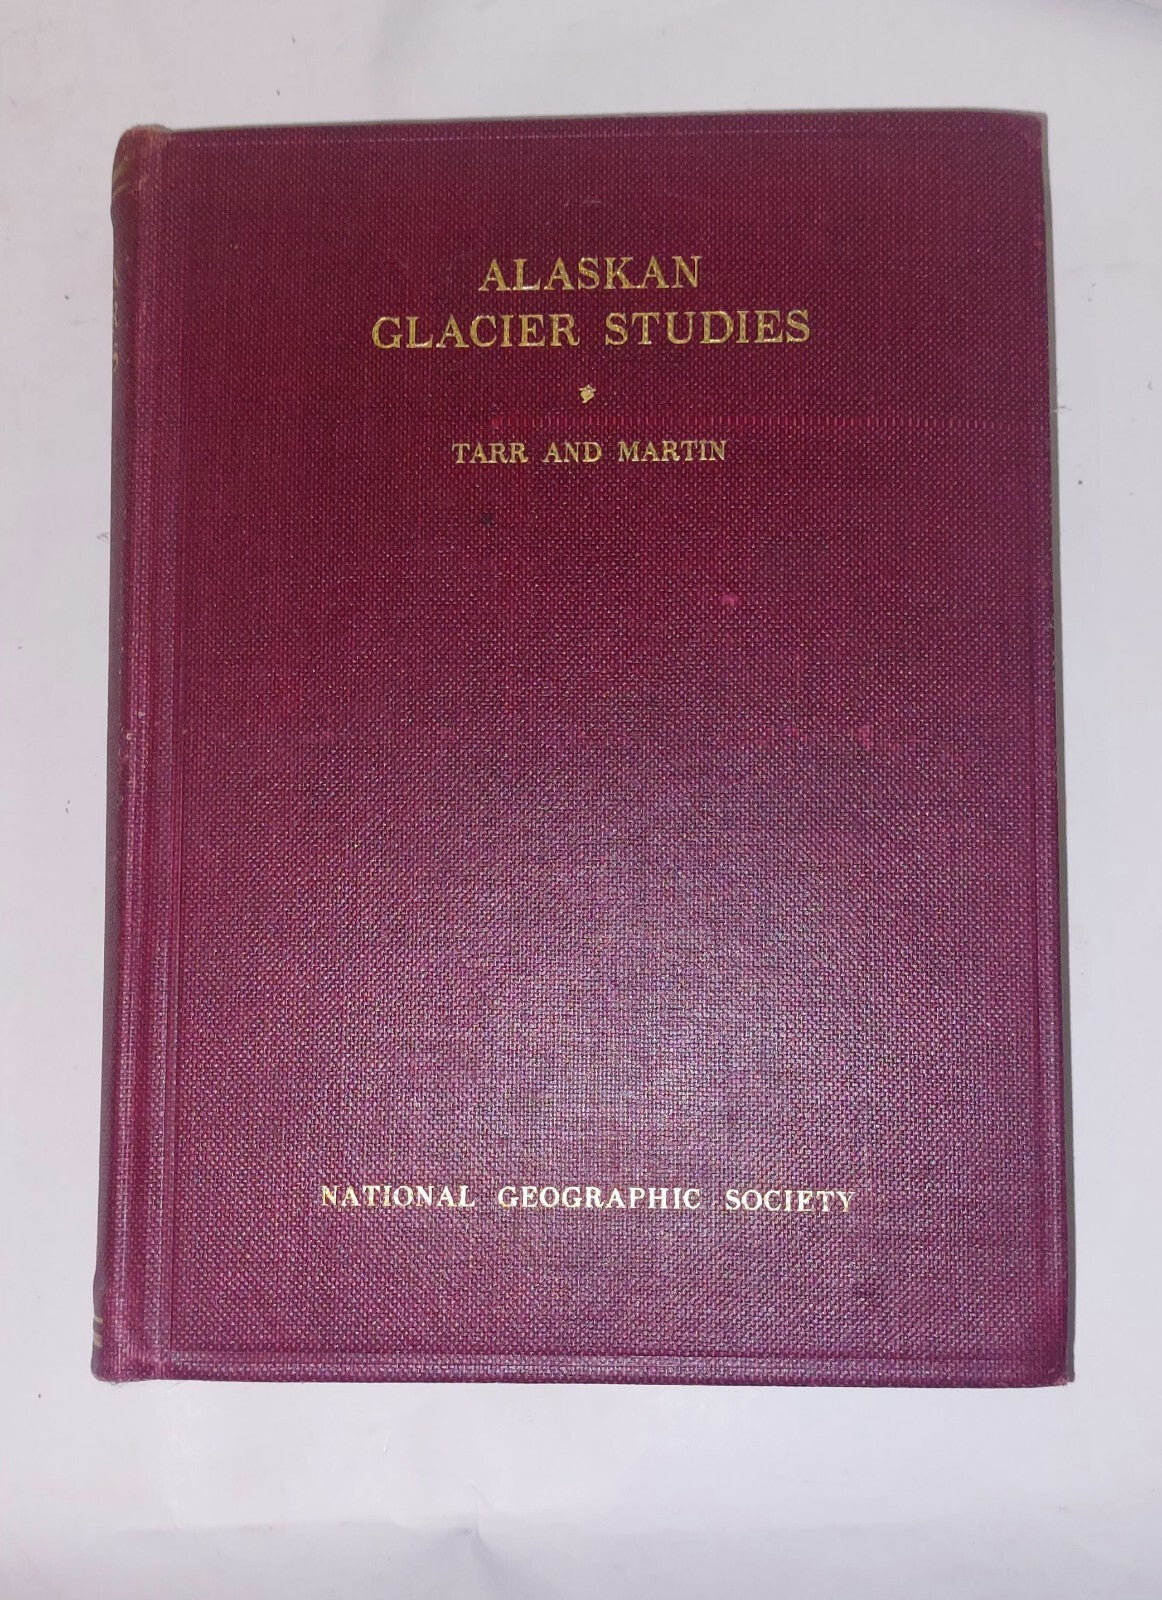 ALASKAN
GLACIER STUDIES
TARR AND MARTIN
NATIONAL GEOGRAPHIC SOCIETY